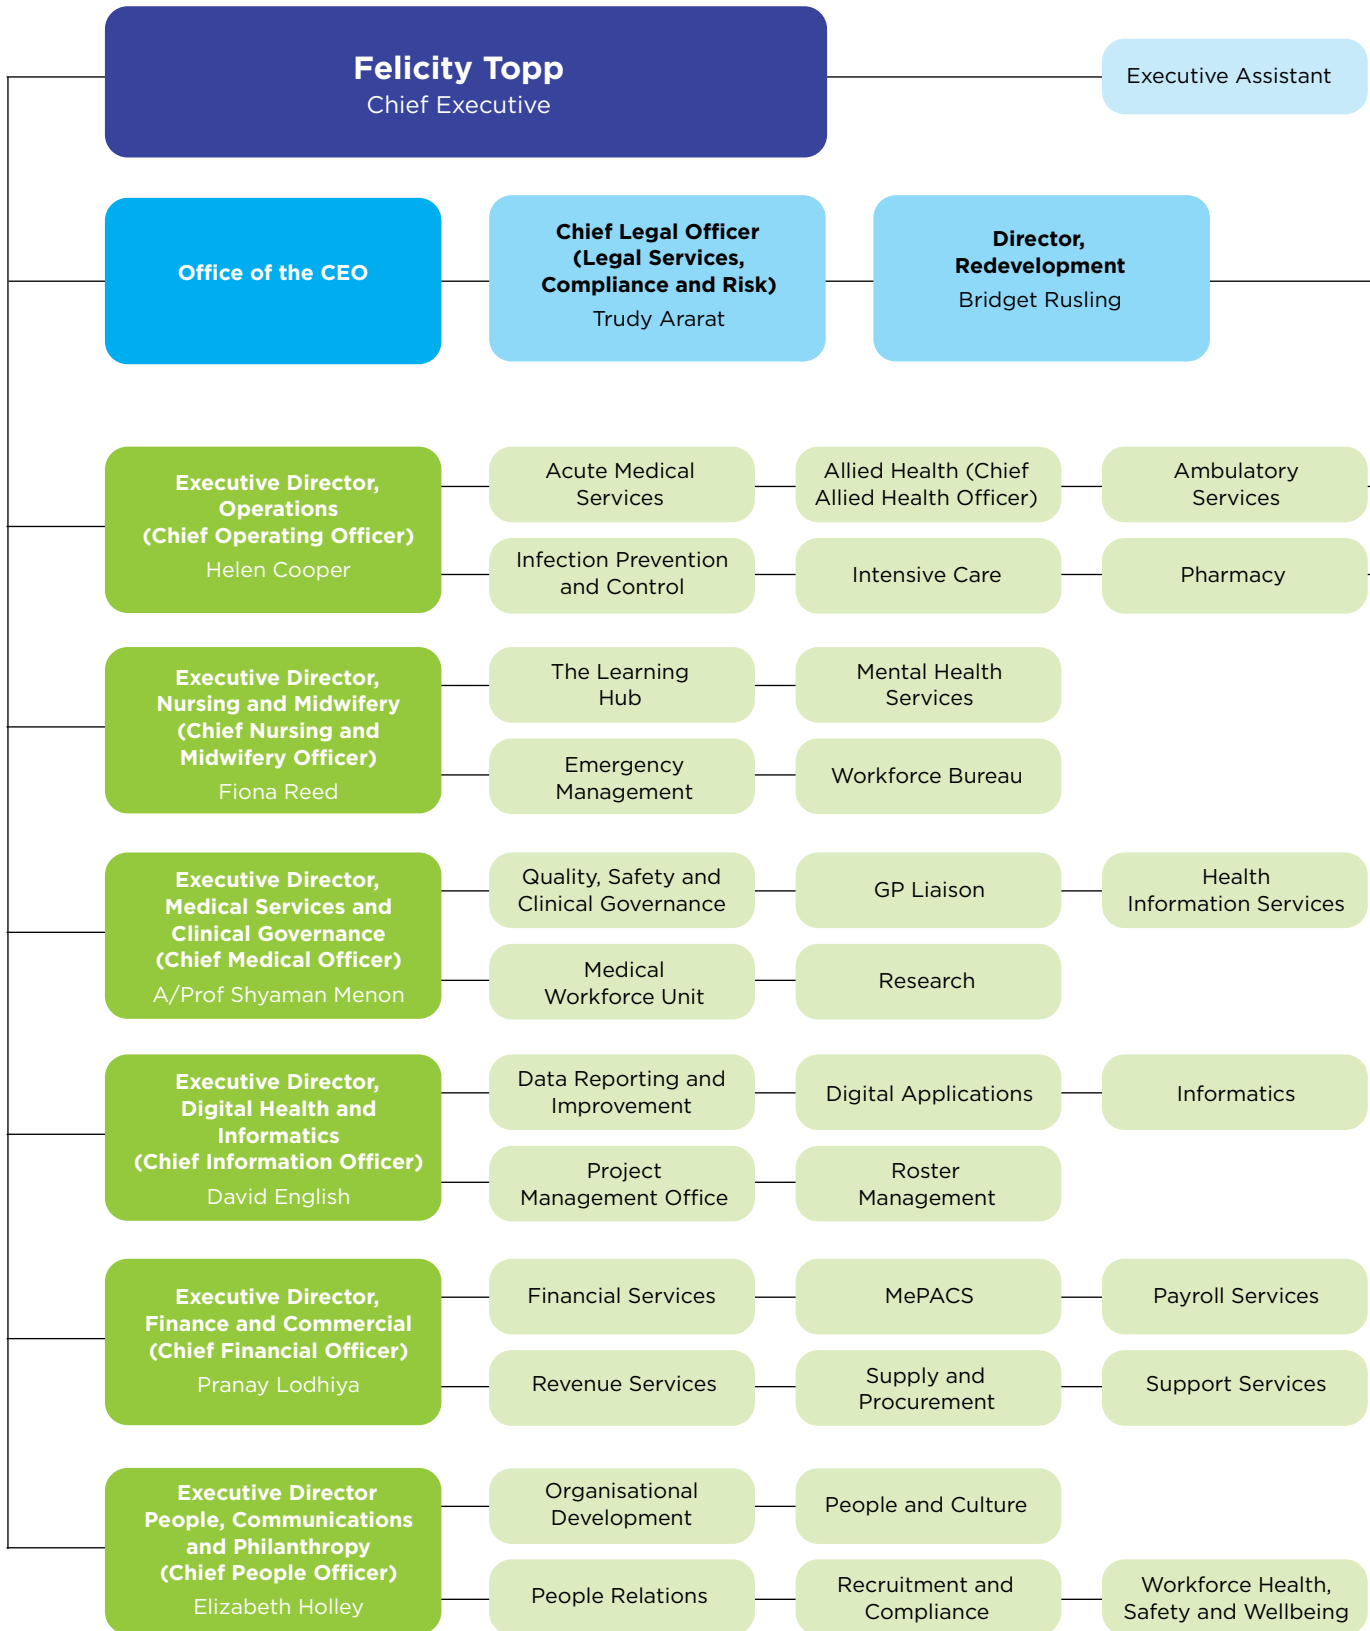 Felicity Topp
Chief Executive
Executive Assistant
Office of the CEO
Chief Legal Officer
(Legal Services,
Compliance and Risk)
Trudy Ararat
Director,
Redevelopment
Bridget Rusling
Executive Director,
Operations
(Chief Operating Officer)
Helen Cooper
Acute Medical
Services
Allied Health (Chief
Allied Health Officer)
Ambulatory
Services
Infection Prevention
and Control
Intensive Care
Pharmacy
Executive Director,
Nursing and Midwifery
(Chief Nursing and
Midwifery Officer)
Fiona Reed
The Learning
Hub
Mental Health
Services
Emergency
Management
Workforce Bureau
Executive Director,
Medical Services and
Clinical Governance
(Chief Medical Officer)
A/Prof Shyaman Menon
Quality, Safety and
Clinical Governance
GP Liaison
Health
Information Services
Medical
Workforce Unit
Research
Executive Director,
Digital Health and
Informatics
(Chief Information Officer)
David English
Data Reporting and
Improvement
Digital Applications
Informatics
Project
Management Office
Roster
Management
Executive Director,
Finance and Commercial
(Chief Financial Officer)
Pranay Lodhiya
Financial Services
MePACS
Payroll Services
Revenue Services
Supply and
Procurement
Support Services
Executive Director
People, Communications
and Philanthropy
(Chief People Officer)
Elizabeth Holley
Organisational
Development
People and Culture
People Relations
Recruitment and
Compliance
Workforce Health,
Safety and Wellbeing